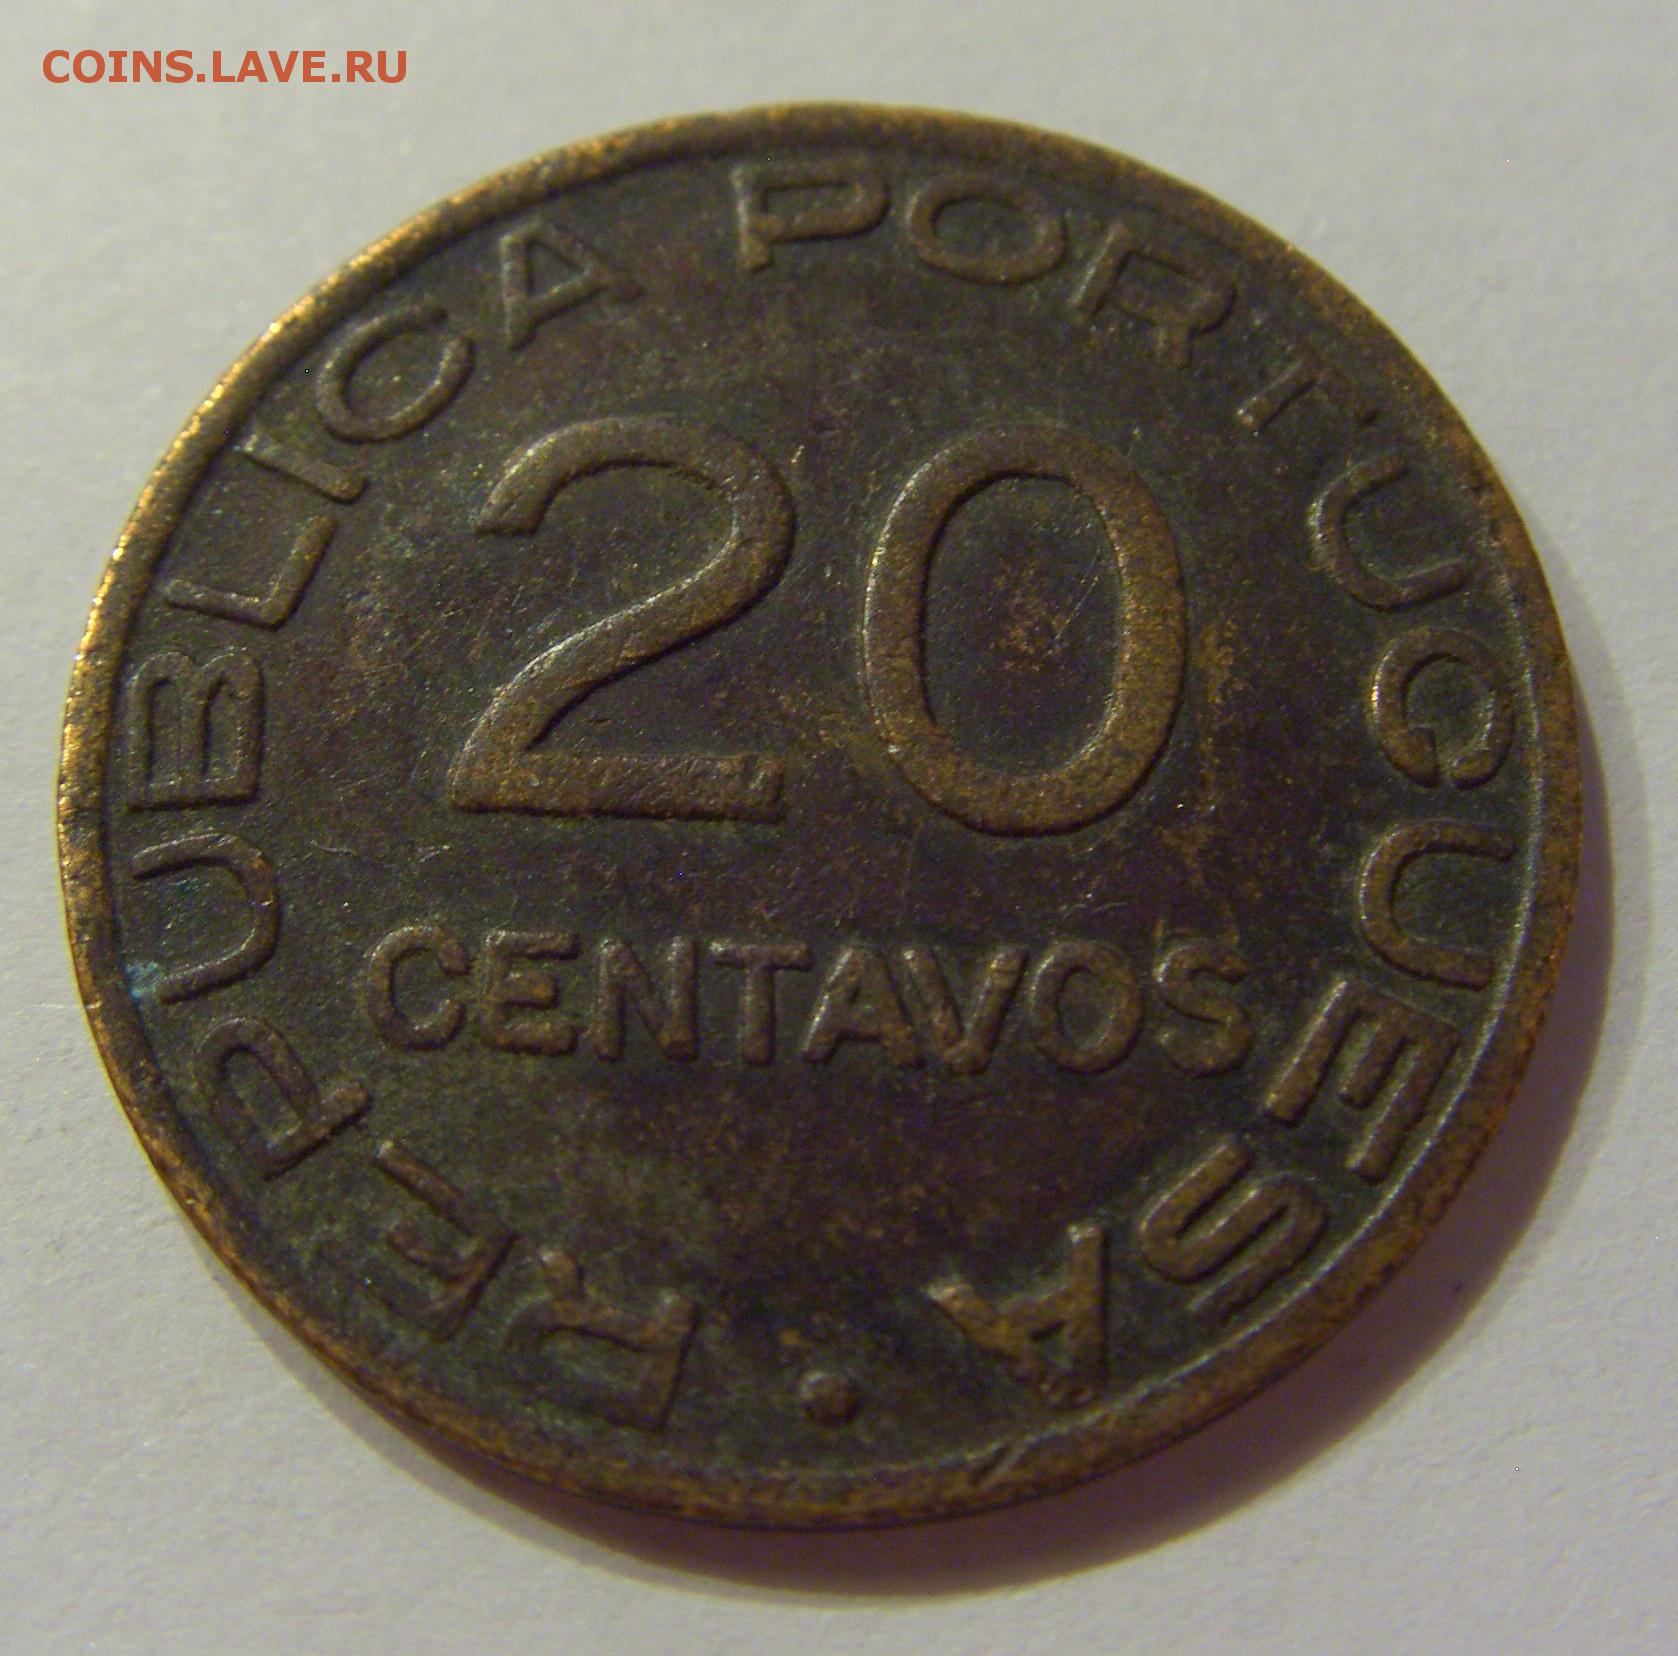 COINS.LAVE.RU
REPUBLICA PORTUGUESA •
20
CENTAVOS